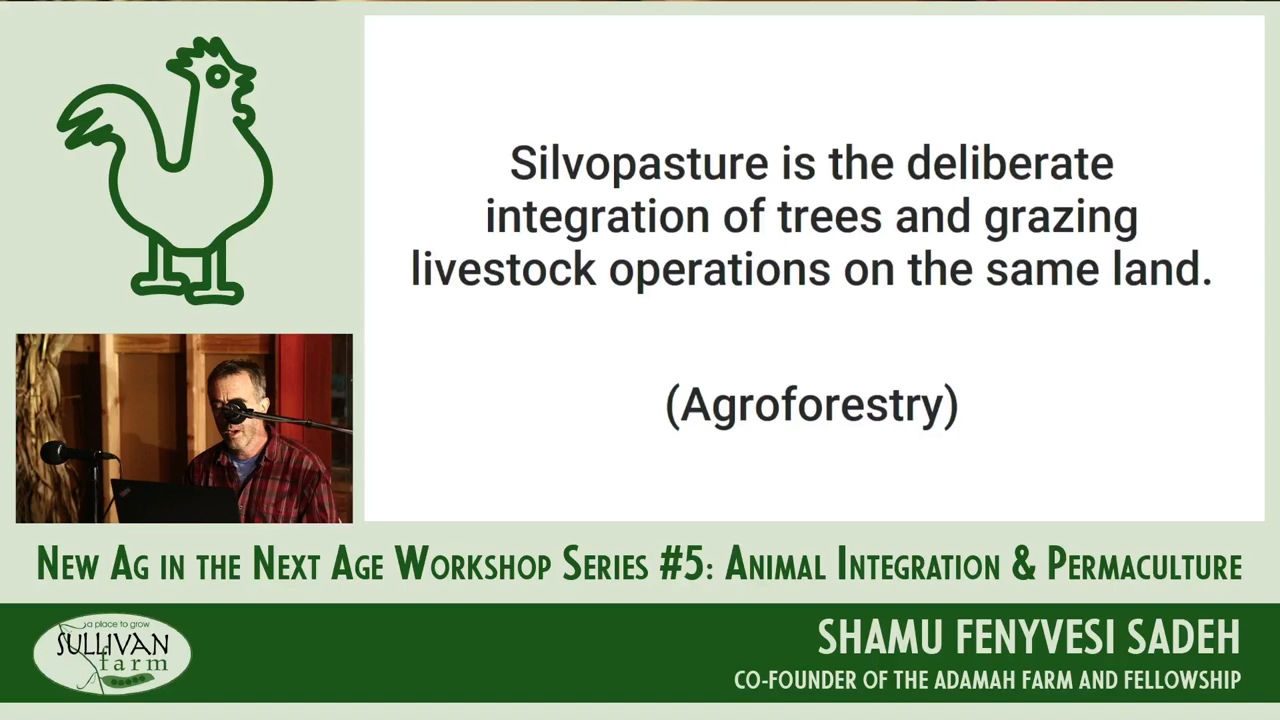 Silvopasture is the deliberate
integration of trees and grazing
livestock operations on the same land.
(Agroforestry)
New Ag in the Next Age Workshop Series #5: Animal Integration & Permaculture
a place to grow
SULLIVAN
farm
SHAMU FENYVESI SADEH
CO-FOUNDER OF THE ADAMAH FARM AND FELLOWSHIP